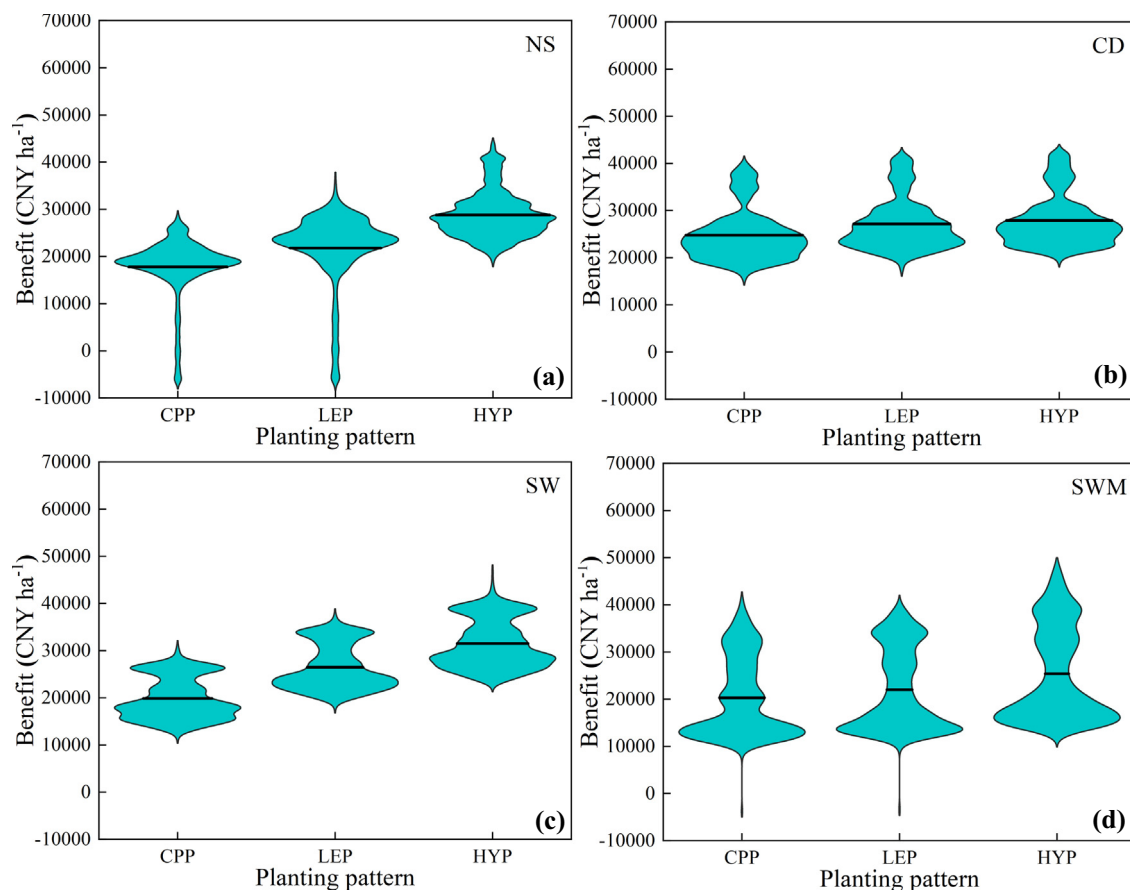 70000
60000
50000
40000
30000
20000
10000
0
-10000
Benefit (CNY ha⁻¹)
NS
(a)
CPP LEP HYP
Planting pattern
70000
60000
50000
40000
30000
20000
10000
0
-10000
Benefit (CNY ha⁻¹)
CD
(b)
CPP LEP HYP
Planting pattern
70000
60000
50000
40000
30000
20000
10000
0
-10000
Benefit (CNY ha⁻¹)
SW
(c)
CPP LEP HYP
Planting pattern
70000
60000
50000
40000
30000
20000
10000
0
-10000
Benefit (CNY ha⁻¹)
SWM
(d)
CPP LEP HYP
Planting pattern